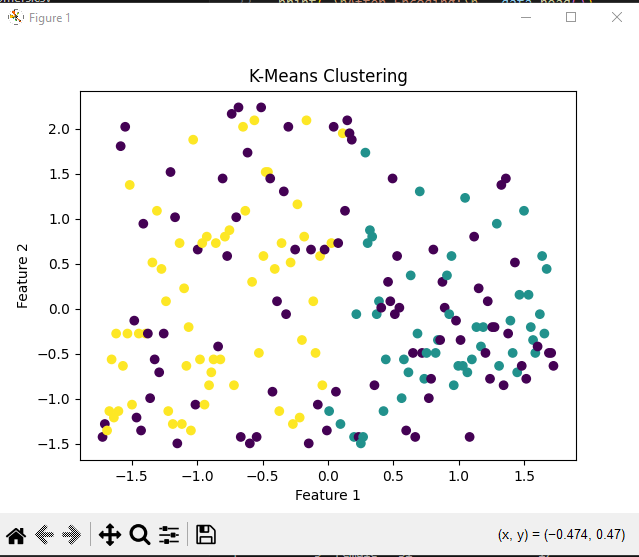 Figure 1
K-Means Clustering
2.0
1.5
1.0
0.5
0.0
−0.5
−1.0
−1.5
Feature 2
−1.5 −1.0 −0.5 0.0 0.5 1.0 1.5
Feature 1
(x, y) = (−0.474, 0.47)